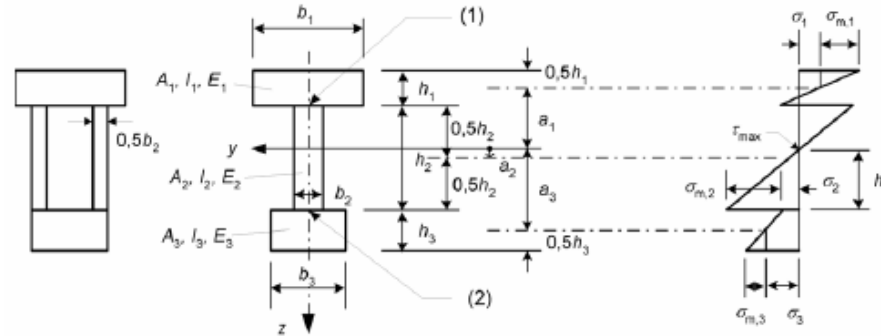 0,5b₂
b₁
(1)
A₁, I₁, E₁
h₁
0,5h₁
0,5h₂
a₁
y
h₂
a₂
A₂, I₂, E₂
b₂
0,5h₂
a₃
A₃, I₃, E₃
h₃
0,5h₃
b₃
(2)
z
σ₁
σm,1
τmax
σm,2
σ₂
h
σm,3
σ₃